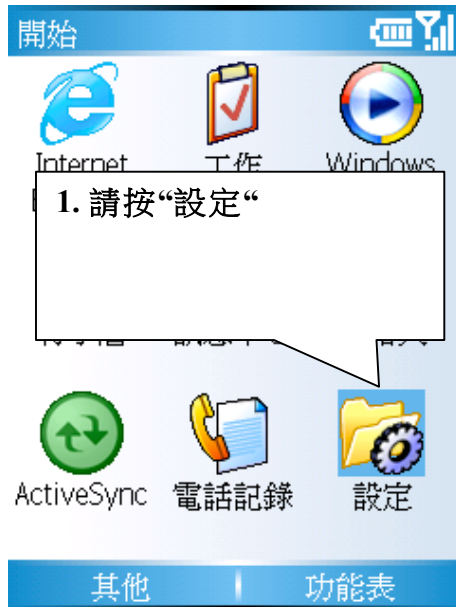 開始
Internet 工作 Windows
1. 請按“設定“
ActiveSync 電話記錄 設定
其他 功能表